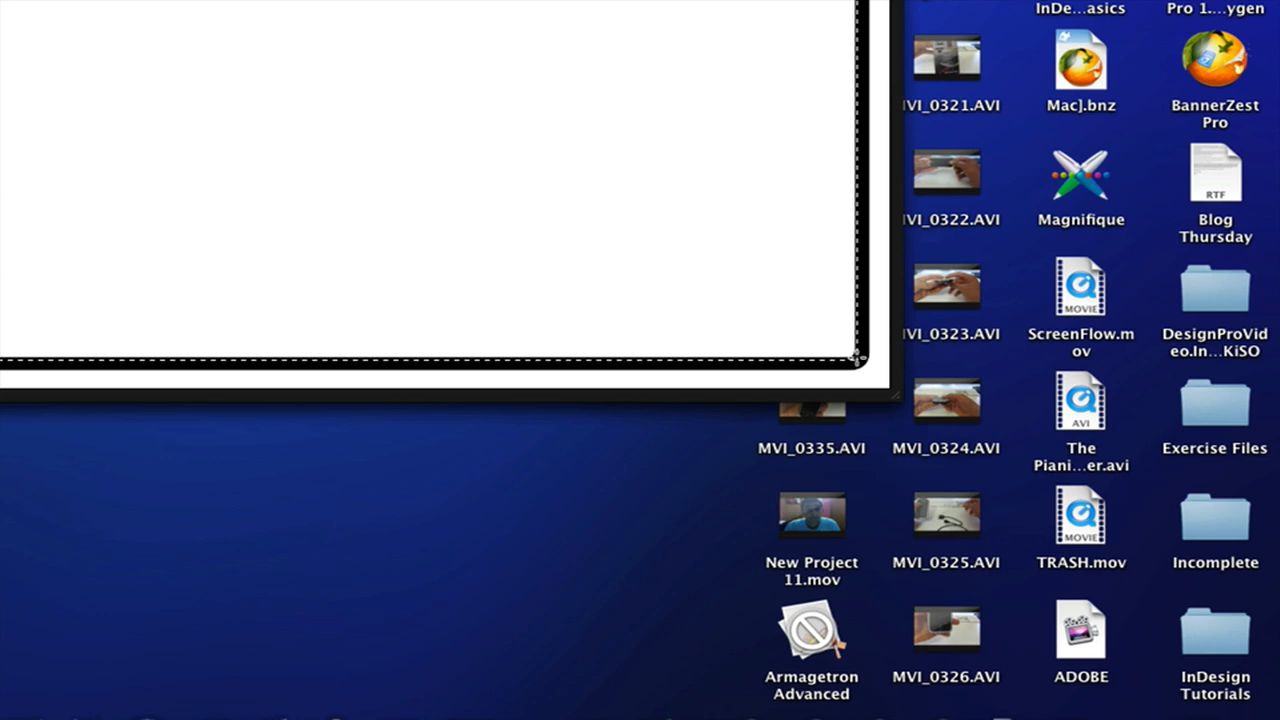 InDe...asics
Pro 1....ygen
MVI_0321.AVI
Mac].bnz
BannerZest
Pro
MVI_0322.AVI
Magnifique
RTF
Blog
Thursday
MVI_0323.AVI
MOVIE
ScreenFlow.m
ov
DesignProVid
eo.In...KiSO
MVI_0335.AVI
MVI_0324.AVI
AVI
The
Piani...er.avi
Exercise Files
New Project
11.mov
MVI_0325.AVI
MOVIE
TRASH.mov
Incomplete
Armagetron
Advanced
MVI_0326.AVI
ADOBE
InDesign
Tutorials